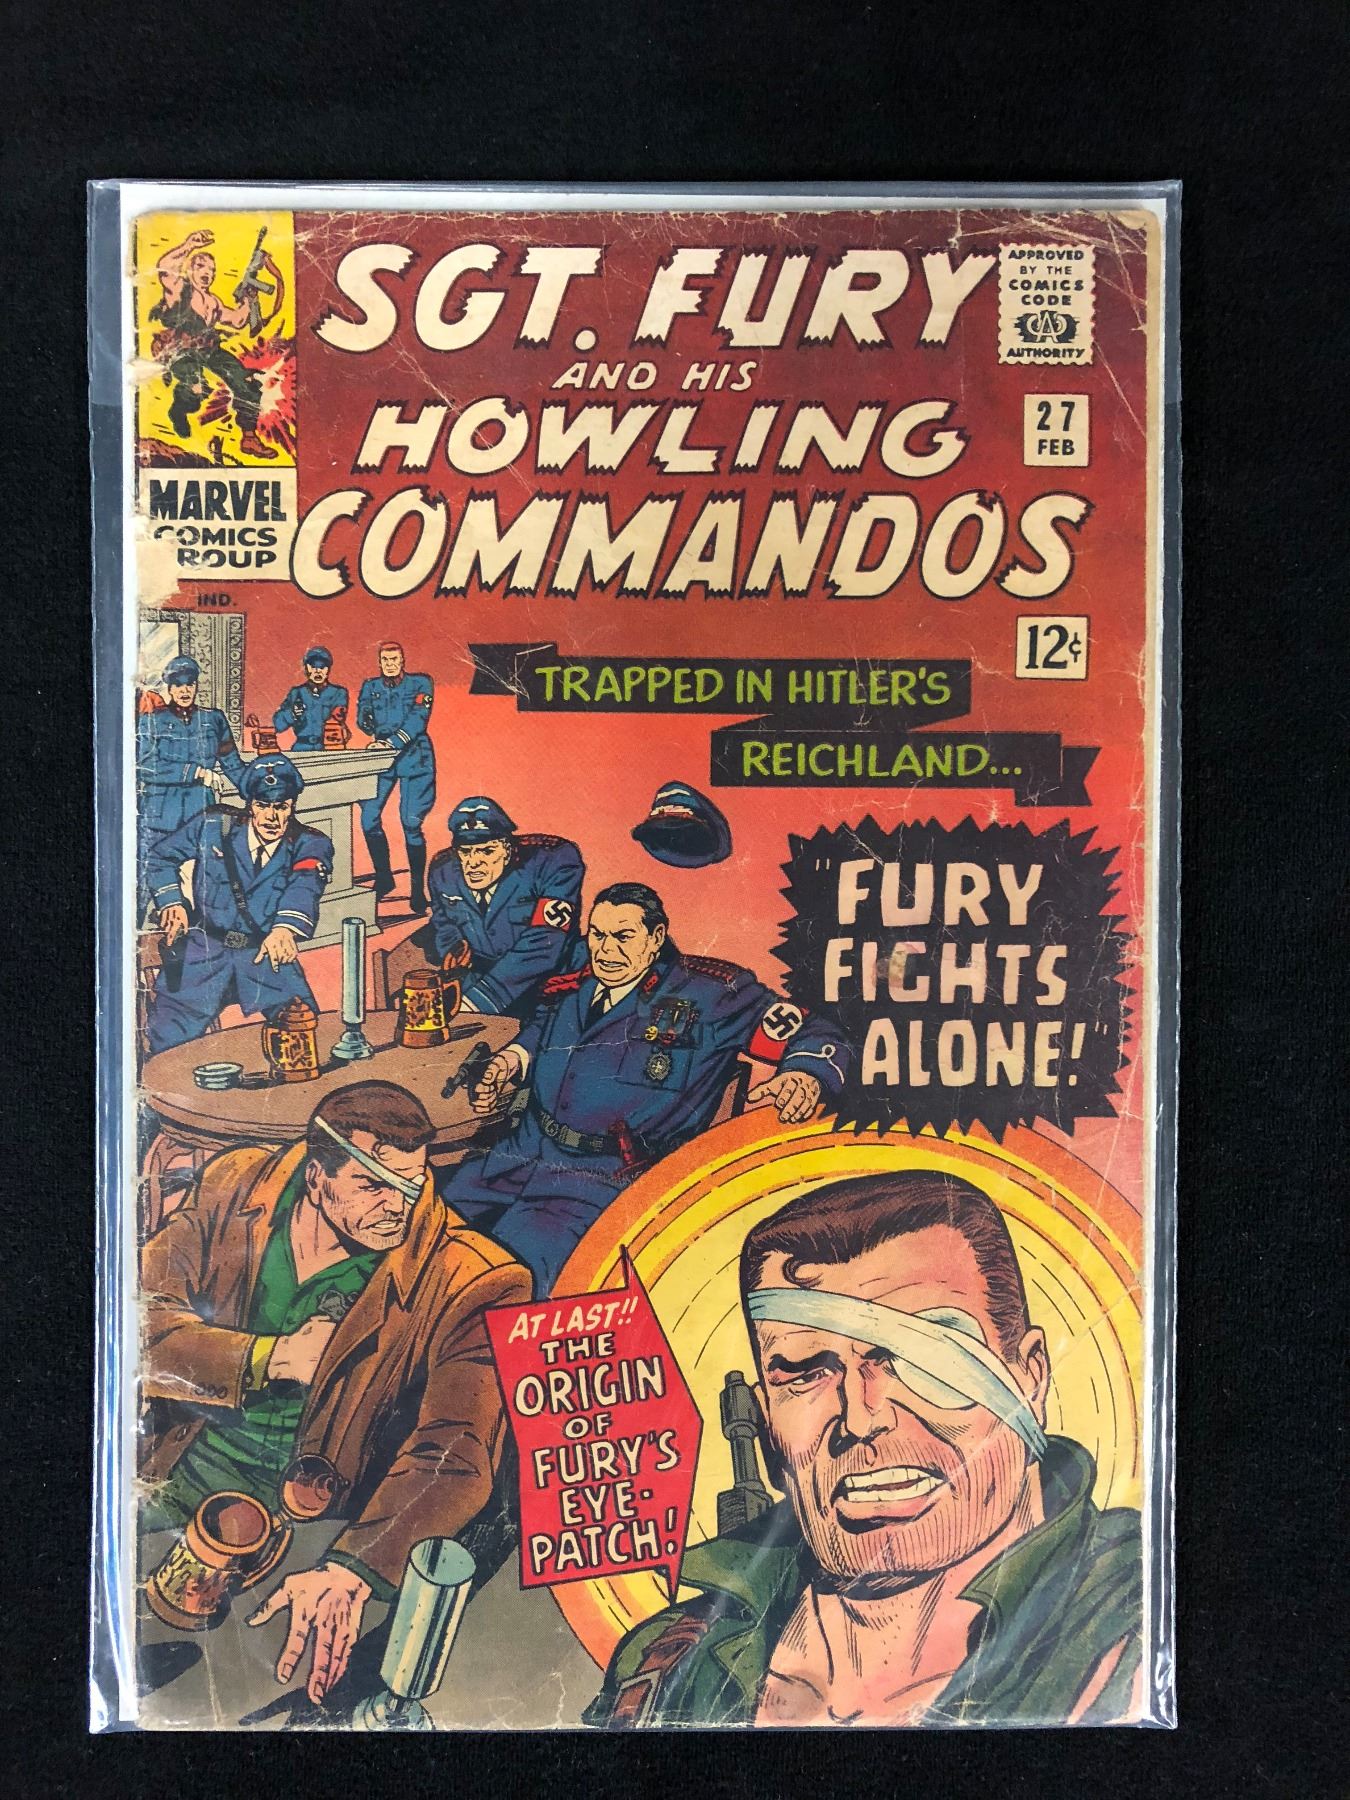 SGT. FURY
AND HIS
HOWLING
COMMANDOS
APPROVED
BY THE
COMICS
CODE
AUTHORITY
27
FEB
MARVEL
COMICS
ROUP
IND.
12¢
TRAPPED IN HITLER'S
REICHLAND...
"FURY
FIGHTS
ALONE!"
AT LAST!!
THE
ORIGIN
OF
FURY'S
EYE-
PATCH!